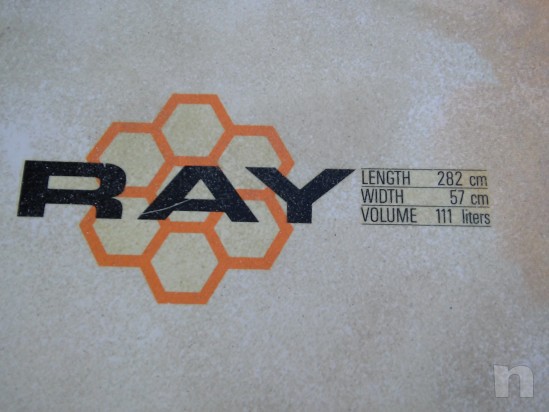 RAY
LENGTH 282 cm
WIDTH 57 cm
VOLUME 111 liters
n